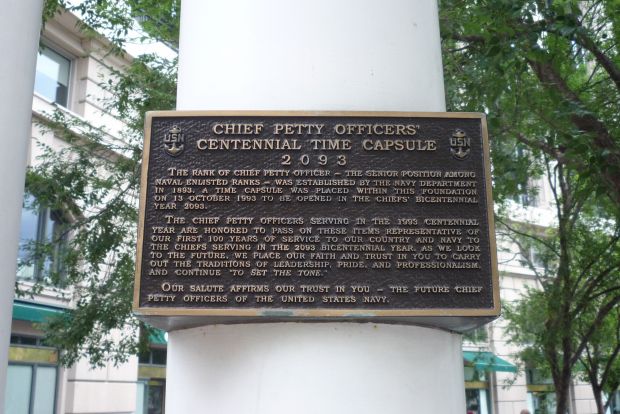 CHIEF PETTY OFFICERS'
USN CENTENNIAL TIME CAPSULE USN
2093
THE RANK OF CHIEF PETTY OFFICER – THE SENIOR POSITION AMONG
NAVAL ENLISTED RANKS – WAS ESTABLISHED BY THE NAVY DEPARTMENT
IN 1893. A TIME CAPSULE WAS PLACED WITHIN THIS FOUNDATION
ON 13 OCTOBER 1993 TO BE OPENED IN THE CHIEFS' BICENTENNIAL
YEAR 2093.
THE CHIEF PETTY OFFICERS SERVING IN THE 1993 CENTENNIAL
YEAR ARE HONORED TO PASS ON THESE ITEMS REPRESENTATIVE OF
OUR FIRST 100 YEARS OF SERVICE TO OUR COUNTRY AND NAVY TO
THE CHIEFS SERVING IN THE 2093 BICENTENNIAL YEAR. AS WE LOOK
TO THE FUTURE, WE PLACE OUR FAITH AND TRUST IN YOU TO CARRY
OUT THE TRADITIONS OF LEADERSHIP, PRIDE, AND PROFESSIONALISM,
AND CONTINUE "TO SET THE TONE."
OUR SALUTE AFFIRMS OUR TRUST IN YOU – THE FUTURE CHIEF
PETTY OFFICERS OF THE UNITED STATES NAVY.